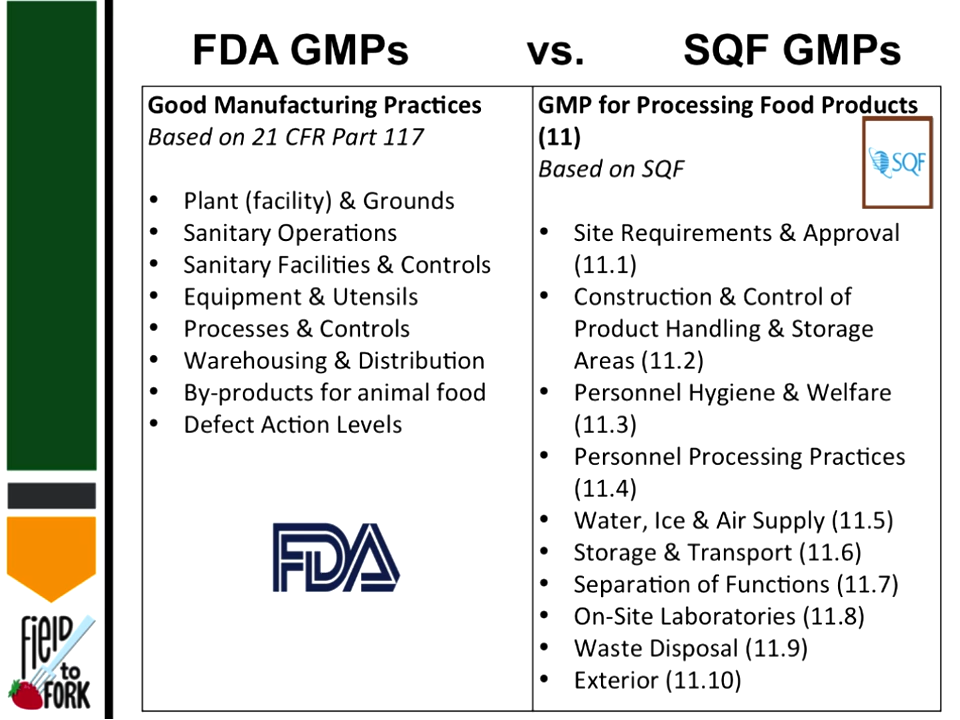 FDA GMPs vs. SQF GMPs
Good Manufacturing Practices
Based on 21 CFR Part 117
• Plant (facility) & Grounds
• Sanitary Operations
• Sanitary Facilities & Controls
• Equipment & Utensils
• Processes & Controls
• Warehousing & Distribution
• By-products for animal food
• Defect Action Levels
FDA
GMP for Processing Food Products
(11)
Based on SQF
SQF
• Site Requirements & Approval
(11.1)
• Construction & Control of
Product Handling & Storage
Areas (11.2)
• Personnel Hygiene & Welfare
(11.3)
• Personnel Processing Practices
(11.4)
• Water, Ice & Air Supply (11.5)
• Storage & Transport (11.6)
• Separation of Functions (11.7)
• On-Site Laboratories (11.8)
• Waste Disposal (11.9)
• Exterior (11.10)
FielD
to
FORK